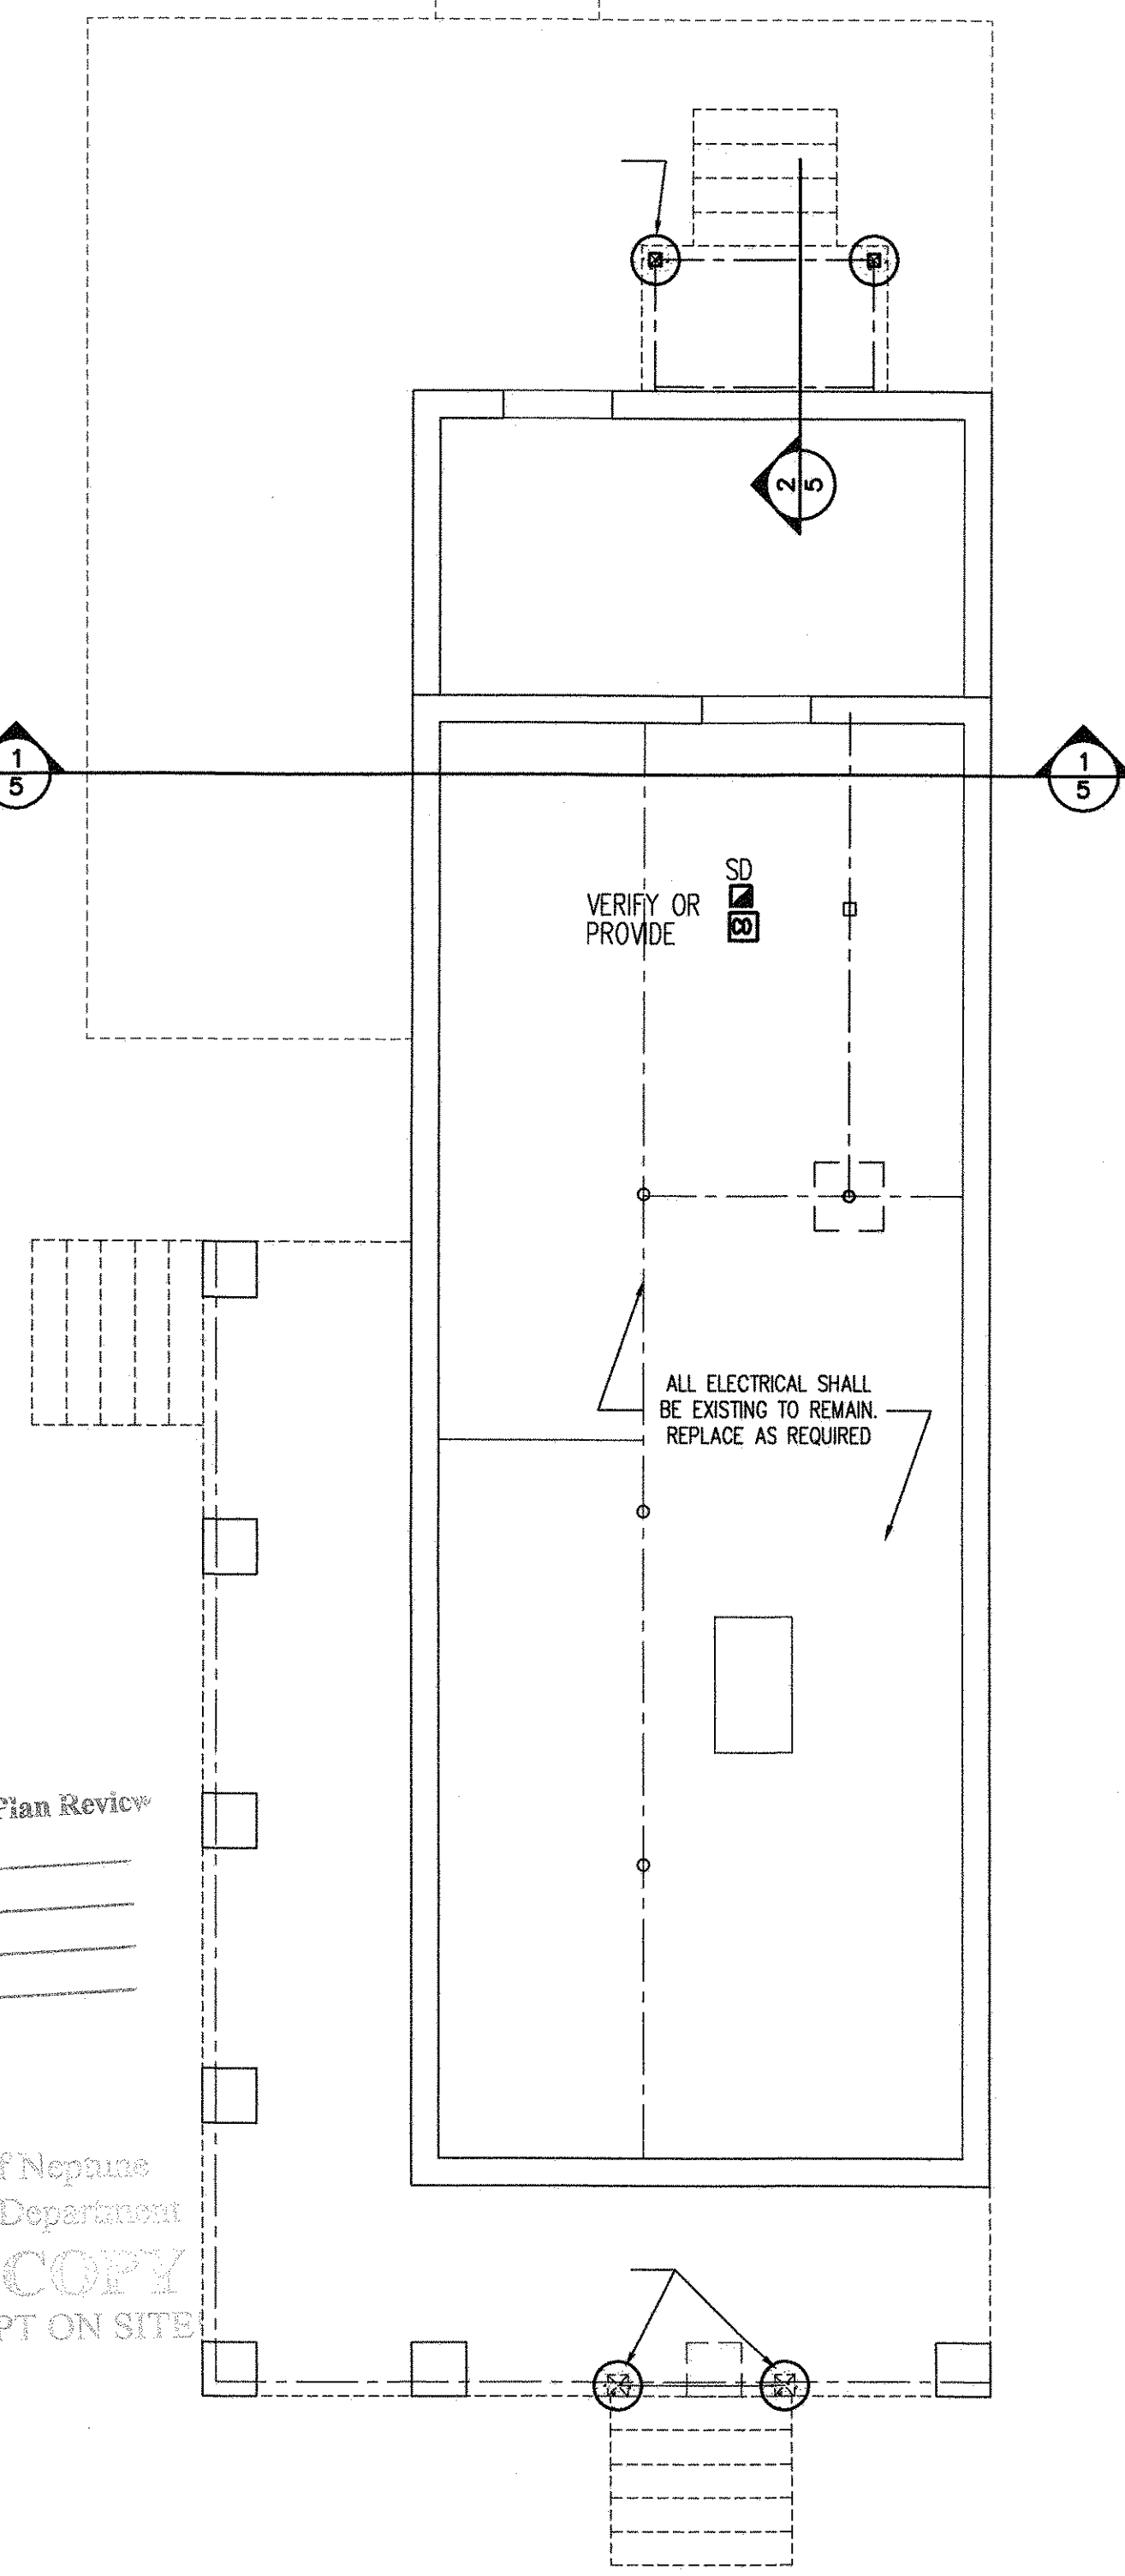 2
5
1
5
1
5
SD
VERIFY OR
PROVIDE
CO
ALL ELECTRICAL SHALL
BE EXISTING TO REMAIN.
REPLACE AS REQUIRED
Plan Review
f Neptune
Department
COPY
PT ON SITE